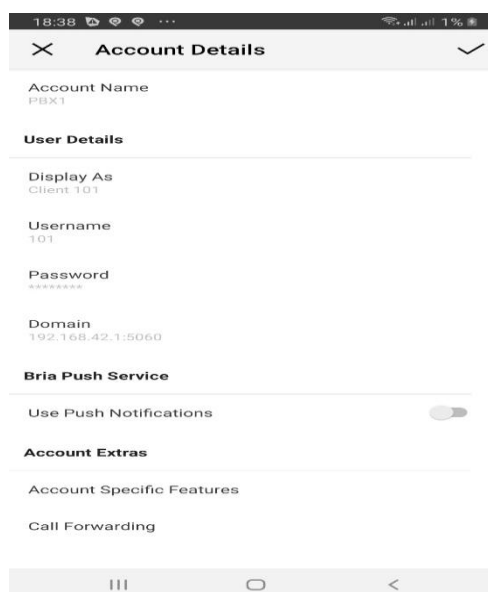 18:38 ... 1%
Account Details
Account Name
PBX1
User Details
Display As
Client 101
Username
101
Password
********
Domain
192.168.42.1:5060
Bria Push Service
Use Push Notifications
Account Extras
Account Specific Features
Call Forwarding